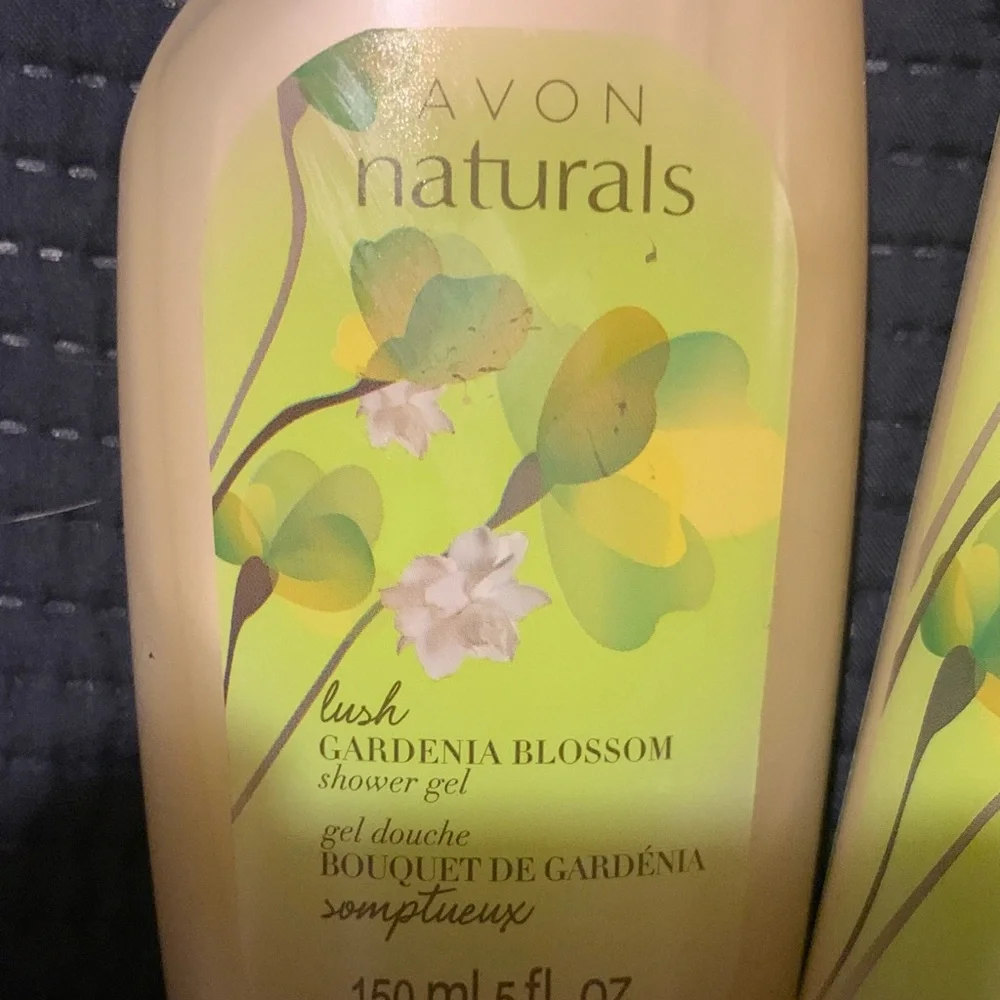 AVON
naturals
lush
GARDENIA BLOSSOM
shower gel
gel douche
BOUQUET DE GARDÉNIA
somptueux
150 ml 5 fl. oz